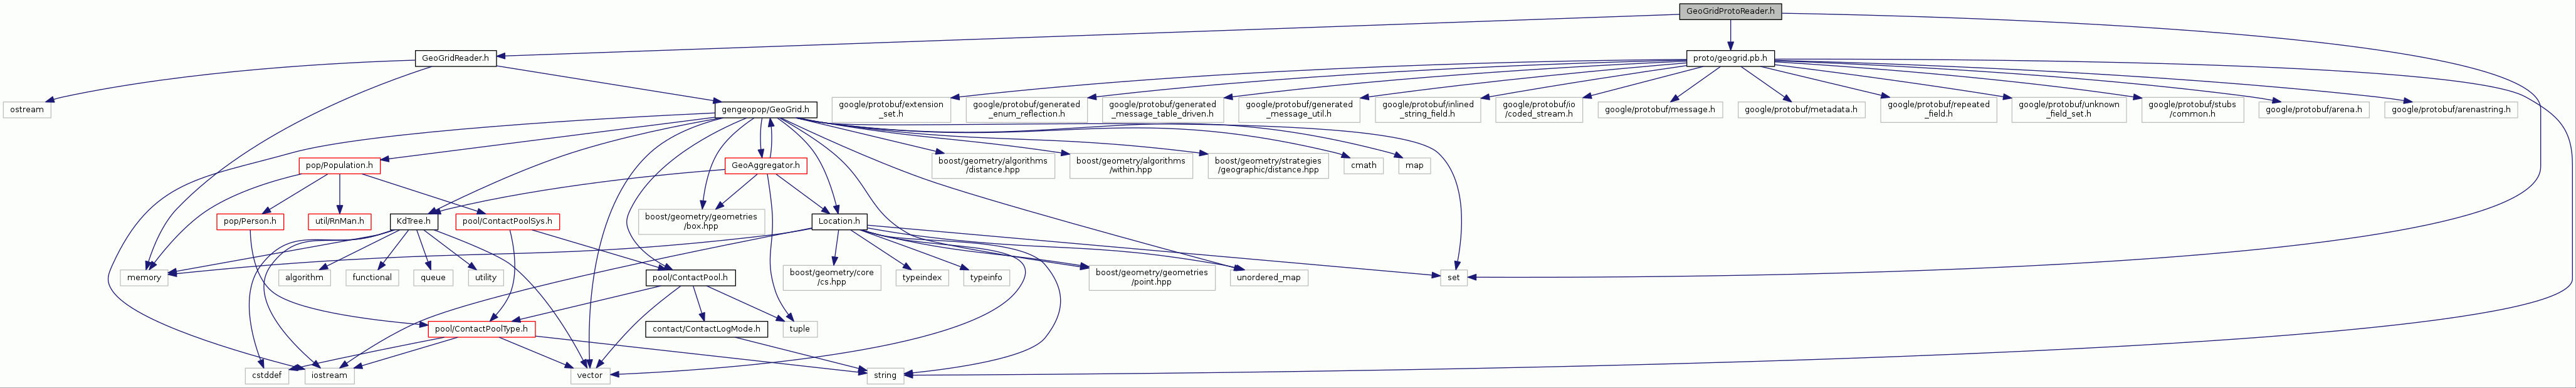 GeoGridProtoReader.h
GeoGridReader.h
proto/geogrid.pb.h
ostream
gengeopop/GeoGrid.h
google/protobuf/extension
_set.h
google/protobuf/generated
_enum_reflection.h
google/protobuf/generated
_message_table_driven.h
google/protobuf/generated
_message_util.h
google/protobuf/inlined
_string_field.h
google/protobuf/io
/coded_stream.h
google/protobuf/message.h
google/protobuf/metadata.h
google/protobuf/repeated
_field.h
google/protobuf/unknown
_field_set.h
google/protobuf/stubs
/common.h
google/protobuf/arena.h
google/protobuf/arenastring.h
pop/Population.h
GeoAggregator.h
boost/geometry/algorithms
/distance.hpp
boost/geometry/algorithms
/within.hpp
boost/geometry/strategies
/geographic/distance.hpp
cmath
map
pop/Person.h
util/RnMan.h
KdTree.h
pool/ContactPoolSys.h
boost/geometry/geometries
/box.hpp
Location.h
memory
algorithm
functional
queue
utility
pool/ContactPool.h
boost/geometry/core
/cs.hpp
typeindex
typeinfo
boost/geometry/geometries
/point.hpp
unordered_map
set
pool/ContactPoolType.h
contact/ContactLogMode.h
tuple
cstddef
iostream
vector
string